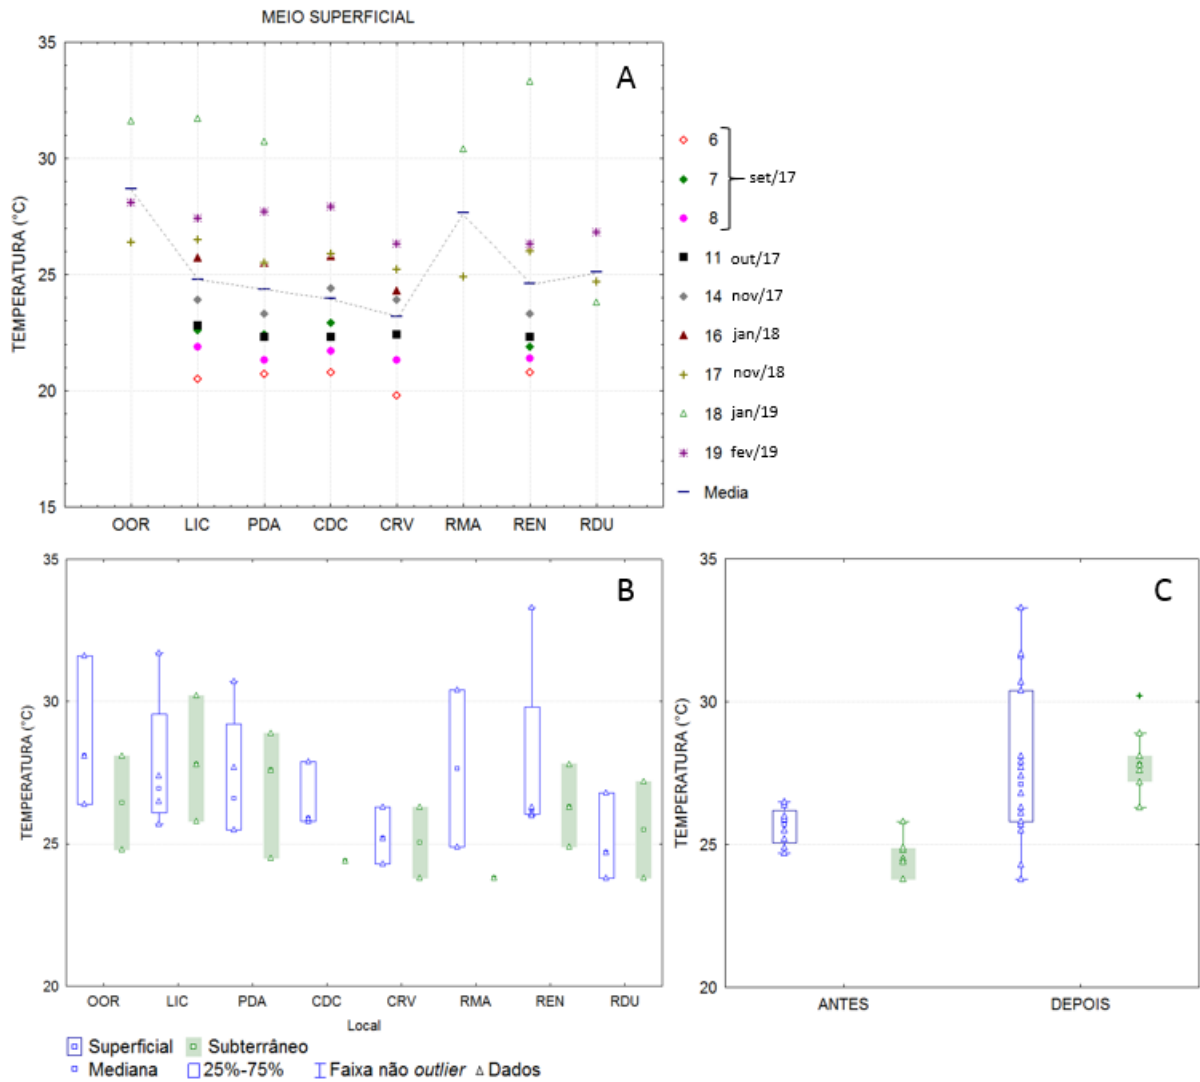 MEIO SUPERFICIAL
A
TEMPERATURA (°C)
35
30
25
20
15
OOR LIC PDA CDC CRV RMA REN RDU
6
7 set/17
8
11 out/17
14 nov/17
16 jan/18
17 nov/18
18 jan/19
19 fev/19
Media
B
TEMPERATURA (°C)
35
30
25
20
OOR LIC PDA CDC CRV RMA REN RDU
Local
C
TEMPERATURA (°C)
35
30
25
20
ANTES DEPOIS
Superficial Subterrâneo
Mediana 25%-75% Faixa não outlier Dados